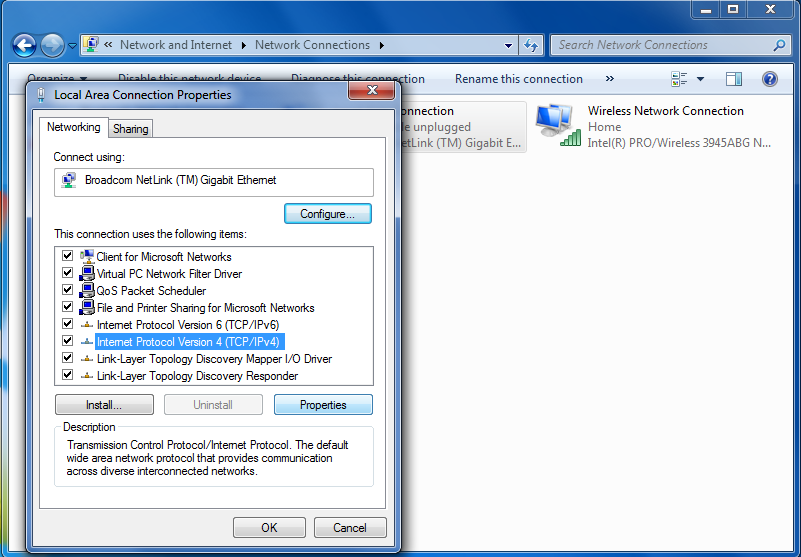 « Network and Internet Network Connections
Search Network Connections
Organize Disable this network device Diagnose this connection Rename this connection »
Local Area Connection Properties
Networking Sharing
Connect using:
Broadcom NetLink (TM) Gigabit Ethernet
Configure...
This connection uses the following items:
Client for Microsoft Networks
Virtual PC Network Filter Driver
QoS Packet Scheduler
File and Printer Sharing for Microsoft Networks
Internet Protocol Version 6 (TCP/IPv6)
Internet Protocol Version 4 (TCP/IPv4)
Link-Layer Topology Discovery Mapper I/O Driver
Link-Layer Topology Discovery Responder
Install... Uninstall Properties
Description
Transmission Control Protocol/Internet Protocol. The default
wide area network protocol that provides communication
across diverse interconnected networks.
OK Cancel
onnection
le unplugged
etLink (TM) Gigabit E...
Wireless Network Connection
Home
Intel(R) PRO/Wireless 3945ABG N...